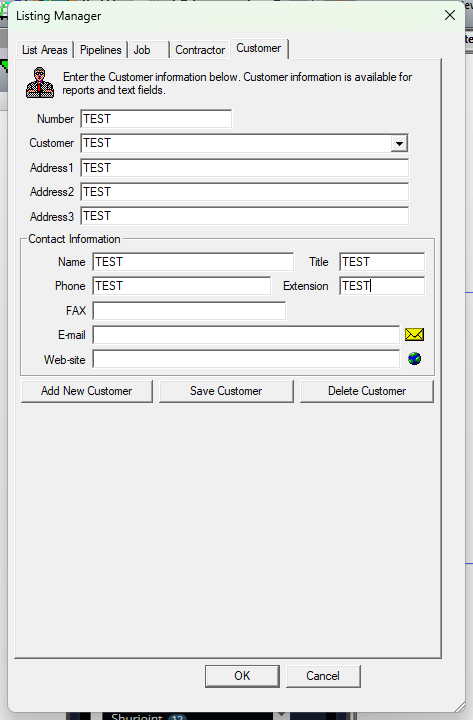 Listing Manager
List Areas Pipelines Job Contractor Customer
Enter the Customer information below. Customer information is available for
reports and text fields.
Number TEST
Customer TEST
Address1 TEST
Address2 TEST
Address3 TEST
Contact Information
Name TEST Title TEST
Phone TEST Extension TEST
FAX
E-mail
Web-site
Add New Customer Save Customer Delete Customer
OK Cancel
Shurjoint 12